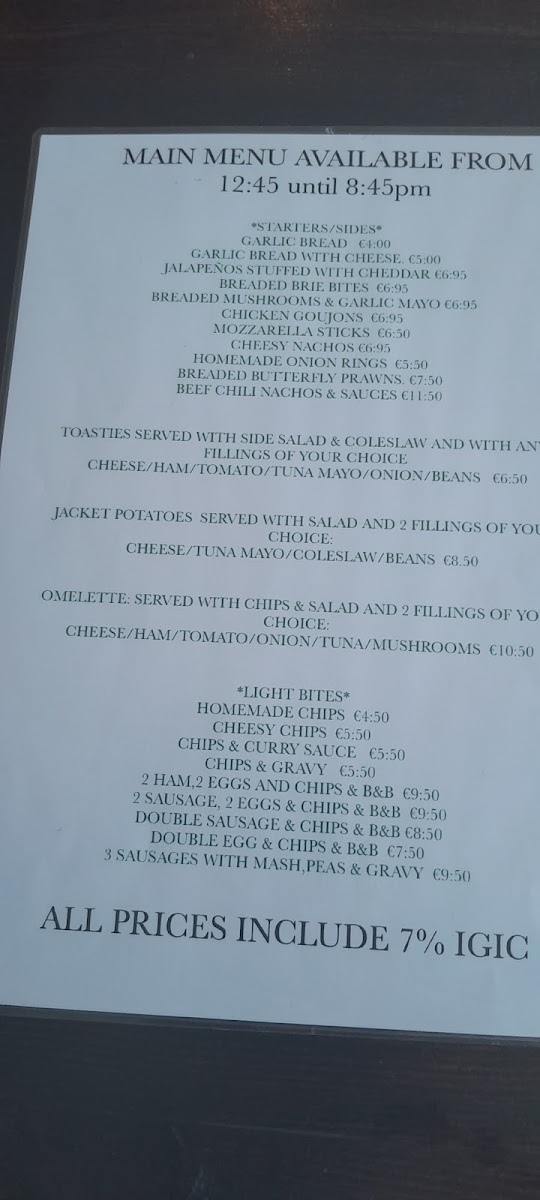 MAIN MENU AVAILABLE FROM
12:45 until 8:45pm
*STARTERS/SIDES*
GARLIC BREAD €4:00
GARLIC BREAD WITH CHEESE. €5:00
JALAPEÑOS STUFFED WITH CHEDDAR €6:95
BREADED BRIE BITES €6:95
BREADED MUSHROOMS & GARLIC MAYO €6:95
CHICKEN GOUJONS €6:95
MOZZARELLA STICKS €6:50
CHEESY NACHOS €6:95
HOMEMADE ONION RINGS €5:50
BREADED BUTTERFLY PRAWNS. €7:50
BEEF CHILI NACHOS & SAUCES €11:50
TOASTIES SERVED WITH SIDE SALAD & COLESLAW AND WITH AN
FILLINGS OF YOUR CHOICE
CHEESE/HAM/TOMATO/TUNA MAYO/ONION/BEANS €6:50
JACKET POTATOES SERVED WITH SALAD AND 2 FILLINGS OF YOU
CHOICE:
CHEESE/TUNA MAYO/COLESLAW/BEANS €8.50
OMELETTE: SERVED WITH CHIPS & SALAD AND 2 FILLINGS OF YO
CHOICE:
CHEESE/HAM/TOMATO/ONION/TUNA/MUSHROOMS €10:50
*LIGHT BITES*
HOMEMADE CHIPS €4:50
CHEESY CHIPS €5:50
CHIPS & CURRY SAUCE €5:50
CHIPS & GRAVY €5:50
2 HAM,2 EGGS AND CHIPS & B&B €9:50
2 SAUSAGE, 2 EGGS & CHIPS & B&B €9:50
DOUBLE SAUSAGE & CHIPS & B&B €8:50
DOUBLE EGG & CHIPS & B&B €7:50
3 SAUSAGES WITH MASH,PEAS & GRAVY €9:50
ALL PRICES INCLUDE 7% IGIC